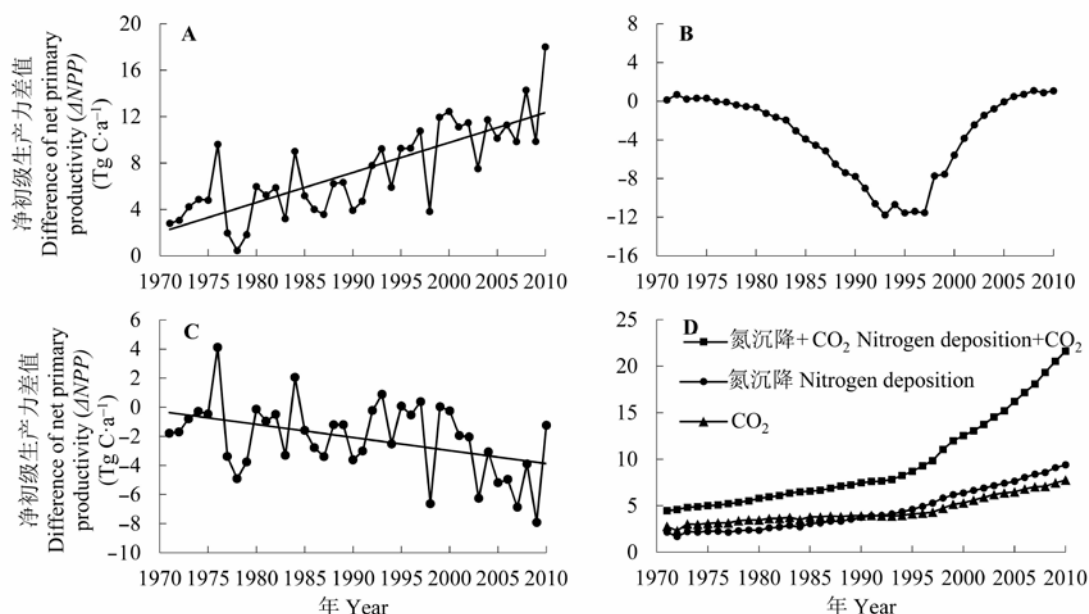 净初级生产力差值
Difference of net primary
productivity (ΔNPP)
(Tg C·a⁻¹)
A
20
16
12
8
4
0
1970 1975 1980 1985 1990 1995 2000 2005 2010
B
8
4
0
−4
−8
−12
−16
1970 1975 1980 1985 1990 1995 2000 2005 2010
净初级生产力差值
Difference of net primary
productivity (ΔNPP)
(Tg C·a⁻¹)
C
6
4
2
0
−2
−4
−6
−8
−10
1970 1975 1980 1985 1990 1995 2000 2005 2010
年 Year
D
25
20
15
10
5
0
氮沉降+CO₂ Nitrogen deposition+CO₂
氮沉降 Nitrogen deposition
CO₂
1970 1975 1980 1985 1990 1995 2000 2005 2010
年 Year